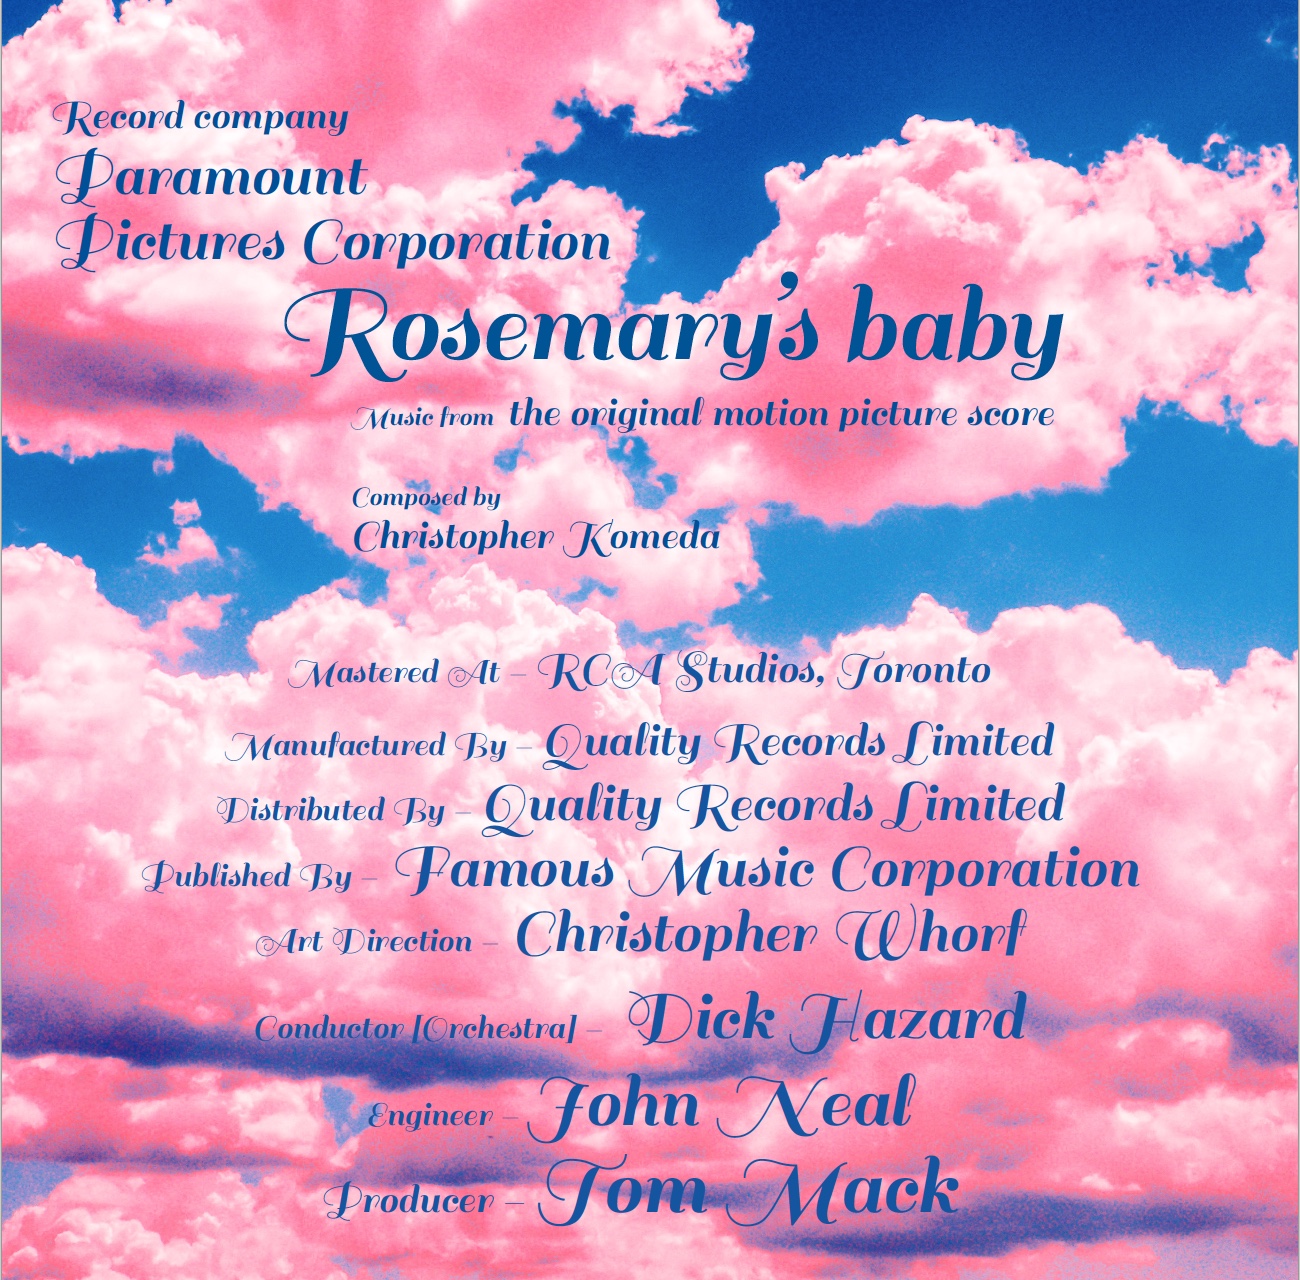 Record company
Paramount
Pictures Corporation
Rosemary's baby
Music from the original motion picture score
Composed by
Christopher Komeda
Mastered At – RCA Studios, Toronto
Manufactured By – Quality Records Limited
Distributed By – Quality Records Limited
Published By – Famous Music Corporation
Art Direction – Christopher Whorf
Conductor [Orchestra] – Dick Hazard
Engineer – John Neal
Producer – Tom Mack